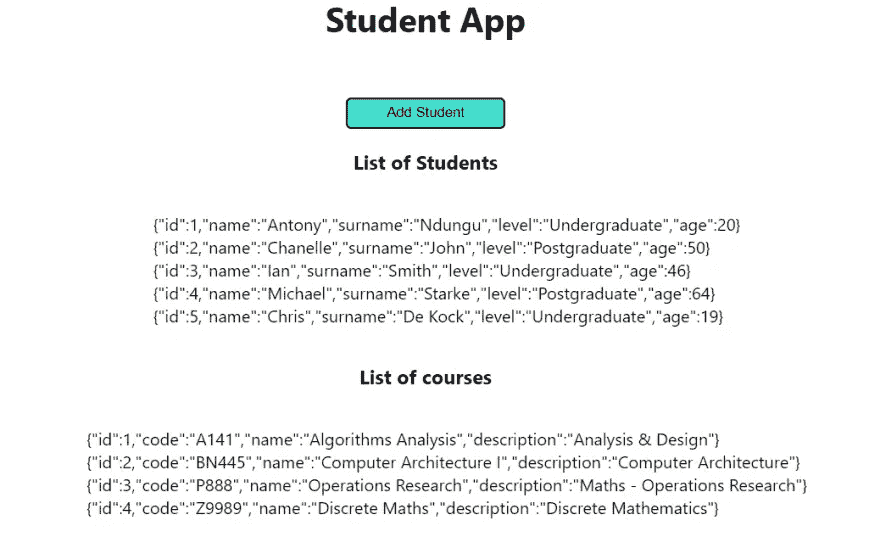 Student App
Add Student
List of Students
{"id":1,"name":"Antony","surname":"Ndungu","level":"Undergraduate","age":20}
{"id":2,"name":"Chanelle","surname":"John","level":"Postgraduate","age":50}
{"id":3,"name":"Ian","surname":"Smith","level":"Undergraduate","age":46}
{"id":4,"name":"Michael","surname":"Starke","level":"Postgraduate","age":64}
{"id":5,"name":"Chris","surname":"De Kock","level":"Undergraduate","age":19}
List of courses
{"id":1,"code":"A141","name":"Algorithms Analysis","description":"Analysis & Design"}
{"id":2,"code":"BN445","name":"Computer Architecture I","description":"Computer Architecture"}
{"id":3,"code":"P888","name":"Operations Research","description":"Maths - Operations Research"}
{"id":4,"code":"Z9989","name":"Discrete Maths","description":"Discrete Mathematics"}